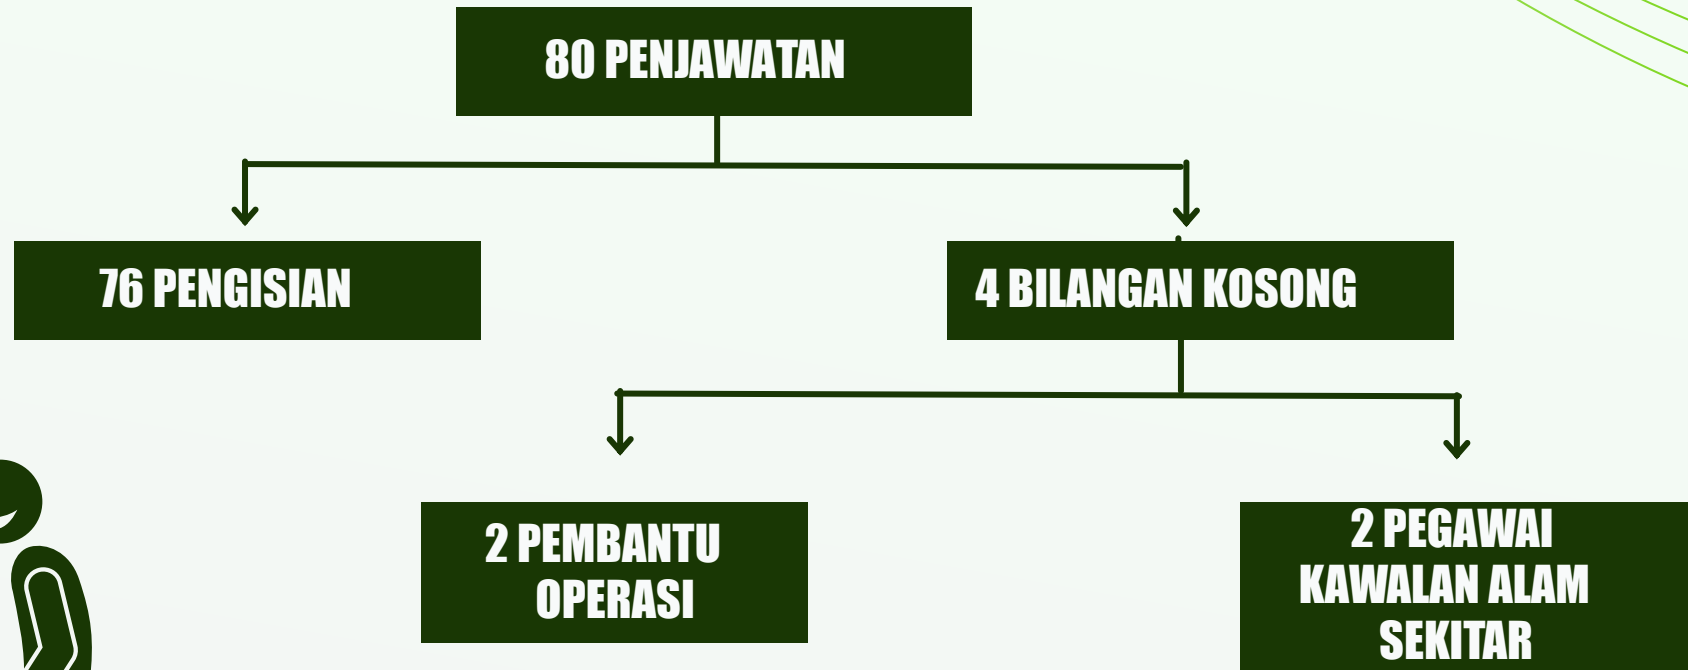 80 PENJAWATAN
76 PENGISIAN
4 BILANGAN KOSONG
2 PEMBANTU
OPERASI
2 PEGAWAI
KAWALAN ALAM
SEKITAR